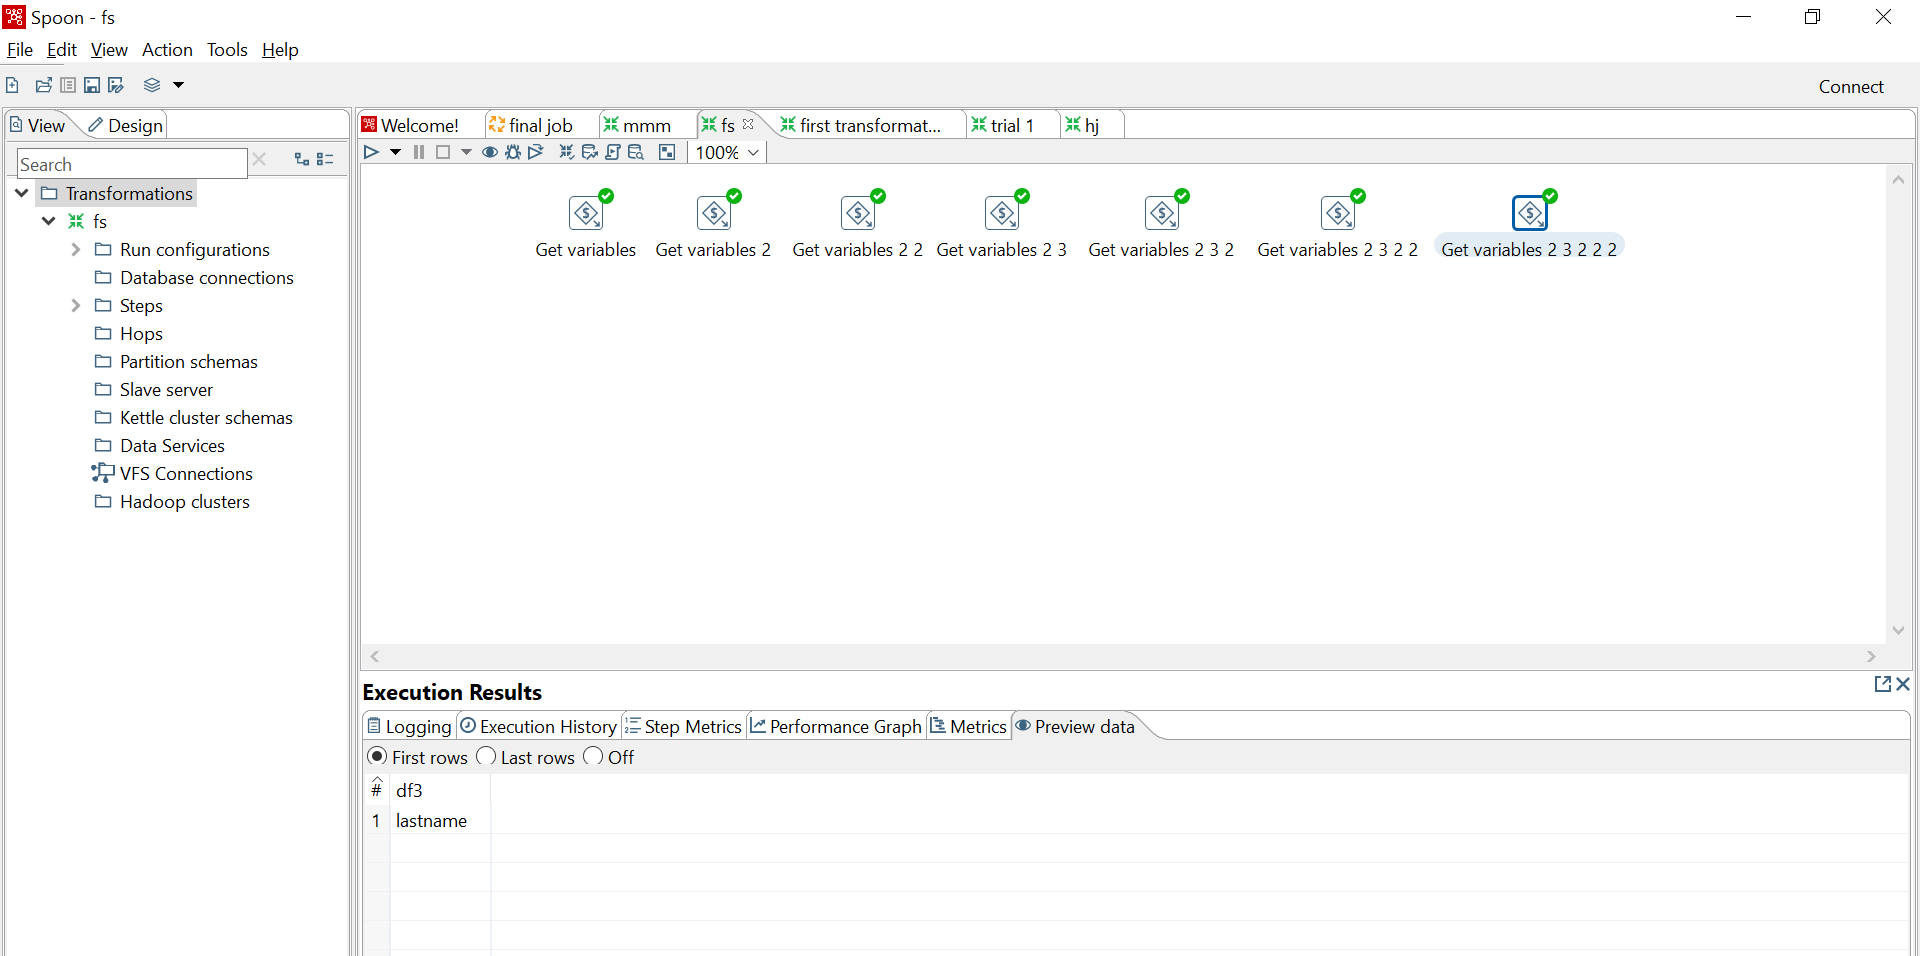 Spoon - fs
File Edit View Action Tools Help
Connect
View Design
Welcome! final job mmm fs first transformat... trial 1 hj
100%
Search
Transformations
fs
Run configurations
Database connections
Steps
Hops
Partition schemas
Slave server
Kettle cluster schemas
Data Services
VFS Connections
Hadoop clusters
Get variables Get variables 2 Get variables 2 2 Get variables 2 3 Get variables 2 3 2 Get variables 2 3 2 2 Get variables 2 3 2 2 2
Execution Results
Logging Execution History Step Metrics Performance Graph Metrics Preview data
First rows Last rows Off
# df3
1 lastname